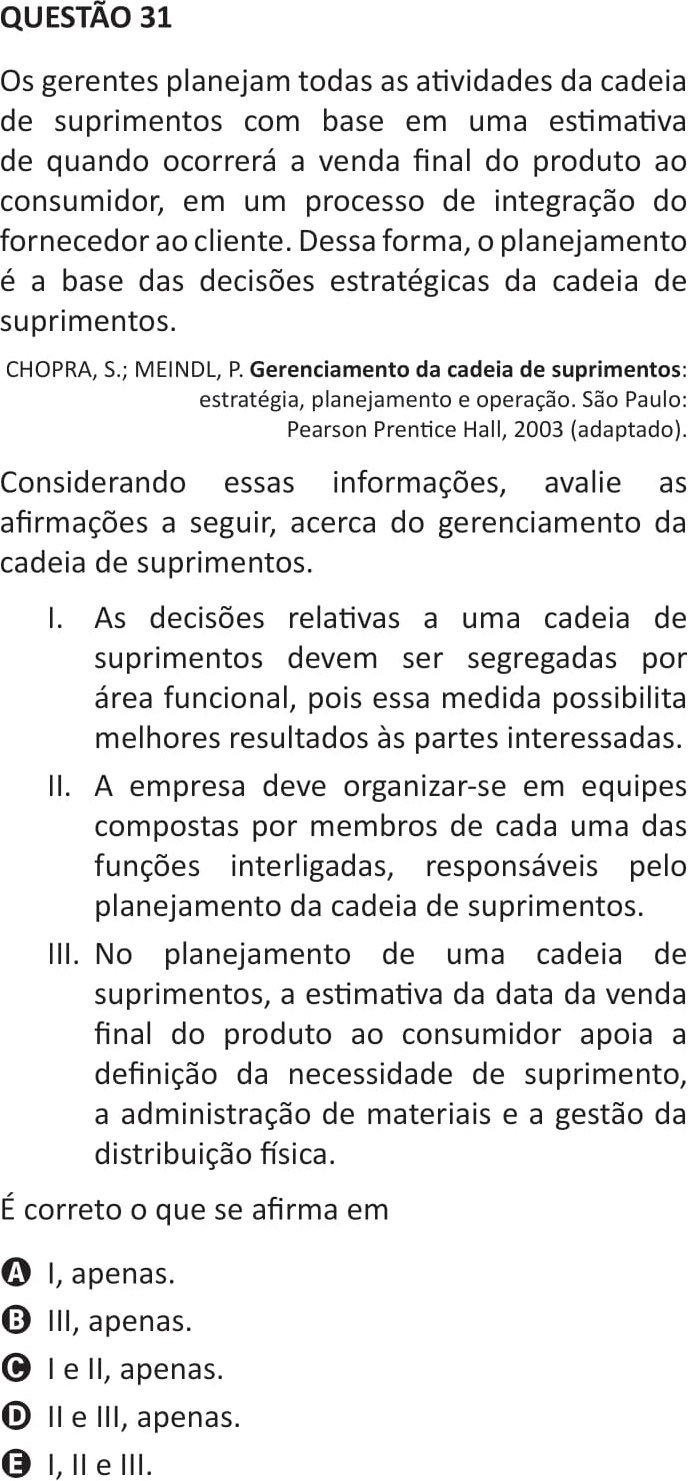 QUESTÃO 31
Os gerentes planejam todas as atividades da cadeia
de suprimentos com base em uma estimativa
de quando ocorrerá a venda final do produto ao
consumidor, em um processo de integração do
fornecedor ao cliente. Dessa forma, o planejamento
é a base das decisões estratégicas da cadeia de
suprimentos.
CHOPRA, S.; MEINDL, P. Gerenciamento da cadeia de suprimentos:
estratégia, planejamento e operação. São Paulo:
Pearson Prentice Hall, 2003 (adaptado).
Considerando essas informações, avalie as
afirmações a seguir, acerca do gerenciamento da
cadeia de suprimentos.
I. As decisões relativas a uma cadeia de
suprimentos devem ser segregadas por
área funcional, pois essa medida possibilita
melhores resultados às partes interessadas.
II. A empresa deve organizar-se em equipes
compostas por membros de cada uma das
funções interligadas, responsáveis pelo
planejamento da cadeia de suprimentos.
III. No planejamento de uma cadeia de
suprimentos, a estimativa da data da venda
final do produto ao consumidor apoia a
definição da necessidade de suprimento,
a administração de materiais e a gestão da
distribuição física.
É correto o que se afirma em
A I, apenas.
B III, apenas.
C I e II, apenas.
D II e III, apenas.
E I, II e III.